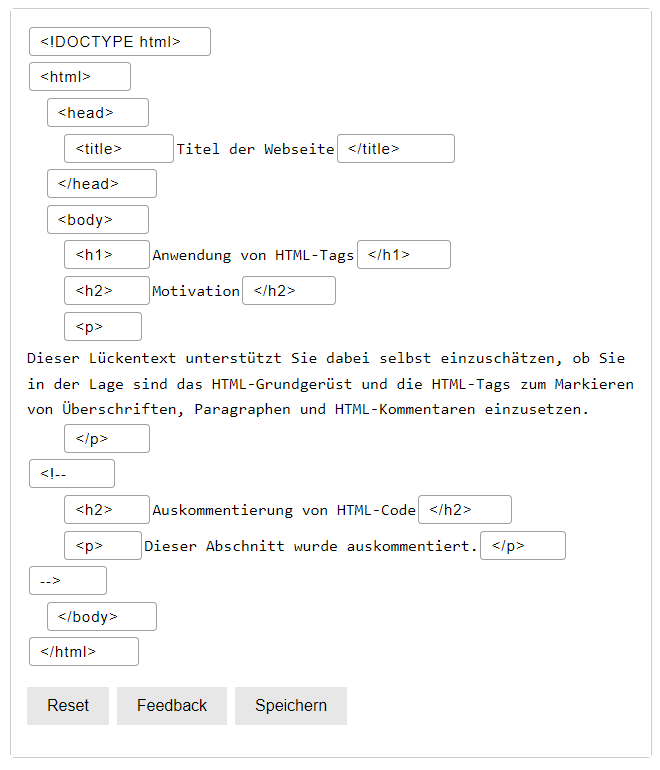 <!DOCTYPE html>
<html>
<head>
<title> Titel der Webseite </title>
</head>
<body>
<h1> Anwendung von HTML-Tags </h1>
<h2> Motivation </h2>
<p>
Dieser Lückentext unterstützt Sie dabei selbst einzuschätzen, ob Sie
in der Lage sind das HTML-Grundgerüst und die HTML-Tags zum Markieren
von Überschriften, Paragraphen und HTML-Kommentaren einzusetzen.
</p>
<!--
<h2> Auskommentierung von HTML-Code </h2>
<p> Dieser Abschnitt wurde auskommentiert. </p>
-->
</body>
</html>
Reset Feedback Speichern